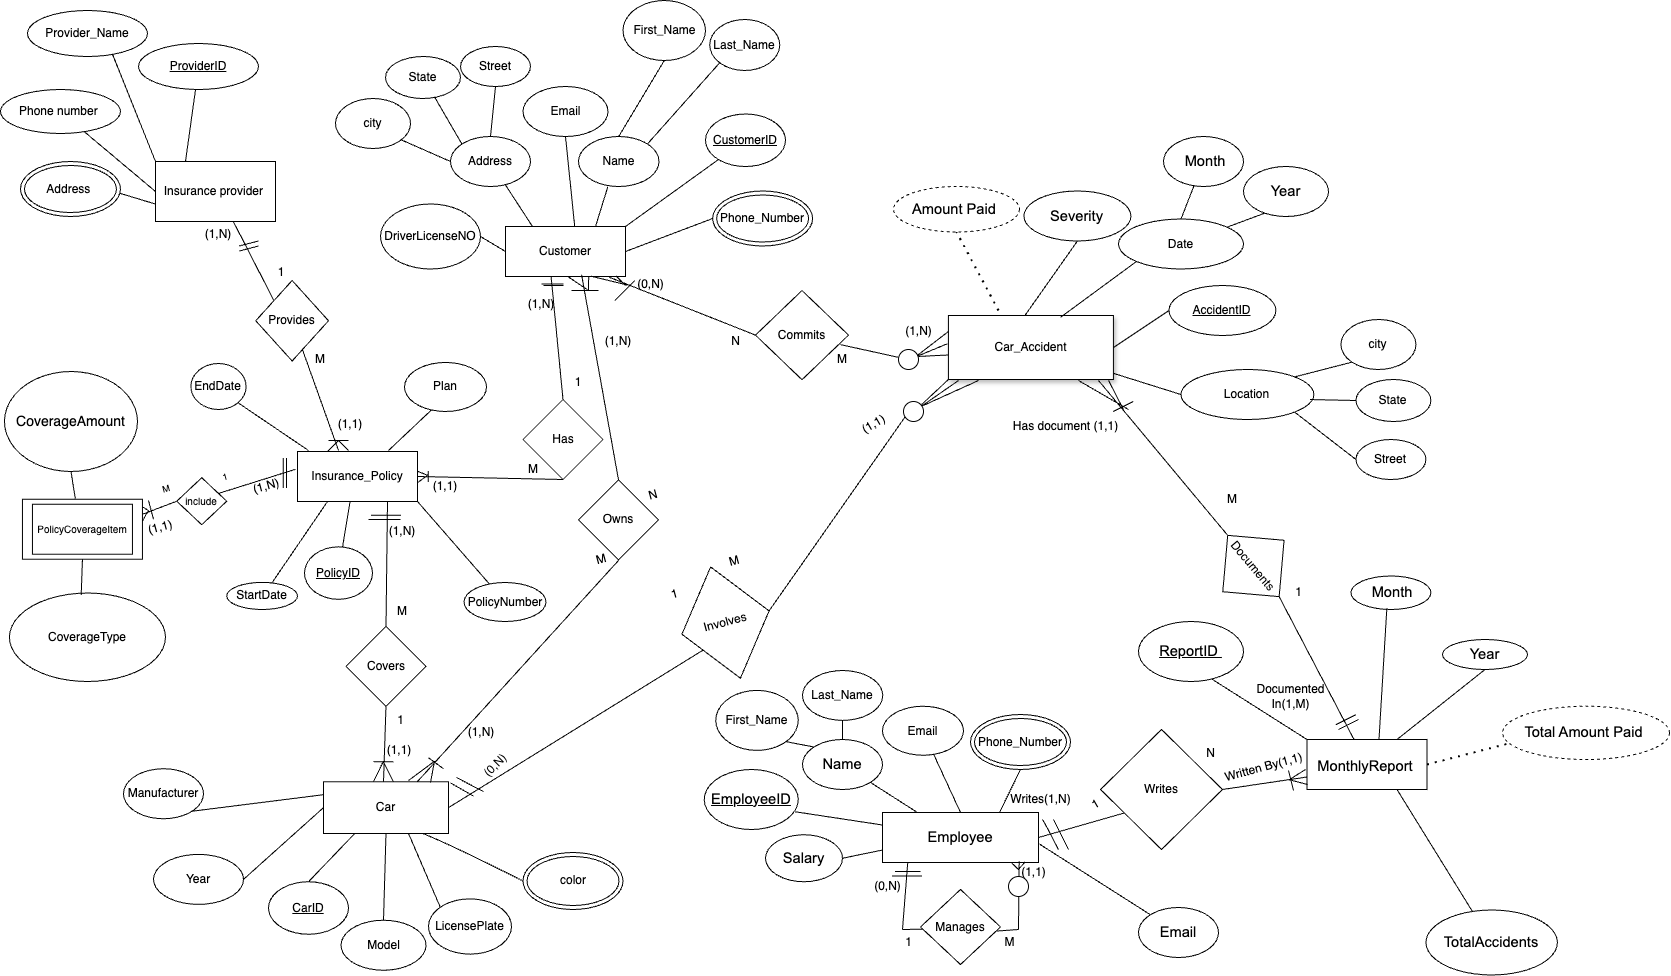 Provider_Name
ProviderID
Phone number
Address
Insurance provider
(1,N)
1
Provides
M
(1,1)
First_Name
Last_Name
State
Street
city
Email
Address
Name
CustomerID
Phone_Number
DriverLicenseNO
Customer
(1,N)
(0,N)
(1,N)
N
Commits
M
(1,N)
Amount Paid
Severity
Month
Year
Date
AccidentID
Car_Accident
city
Location
State
Street
(1,1)
Has document (1,1)
EndDate
Plan
CoverageAmount
Insurance_Policy
1
Has
M
(1,1)
M
include
1
(1,N)
(1,1)
PolicyCoverageItem
CoverageType
(1,N)
StartDate
PolicyID
PolicyNumber
N
Owns
M
M
Covers
1
(1,1)
(1,N)
(0,N)
M
1
Involves
M
Documents
1
Month
ReportID
Year
Documented
In(1,M)
Total Amount Paid
MonthlyReport
TotalAccidents
Manufacturer
Car
Year
CarID
Model
LicensePlate
color
Last_Name
First_Name
Email
Phone_Number
Name
EmployeeID
Salary
Employee
Writes(1,N)
1
Writes
N
Written By(1,1)
(0,N)
(1,1)
1
Manages
M
Email